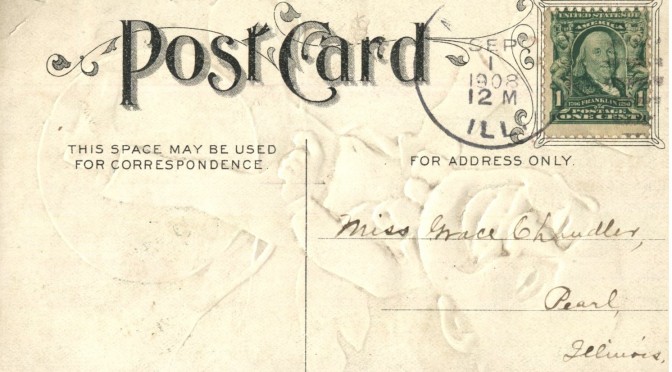 Post Card
SEP
1
1908
12 M
ILL
UNITED STATES OF
AMERICA
1 1706 FRANKLIN 1790 1
POSTAGE
ONE CENT
THIS SPACE MAY BE USED
FOR CORRESPONDENCE.
FOR ADDRESS ONLY.
Miss Grace Chandler,
Pearl,
Illinois.